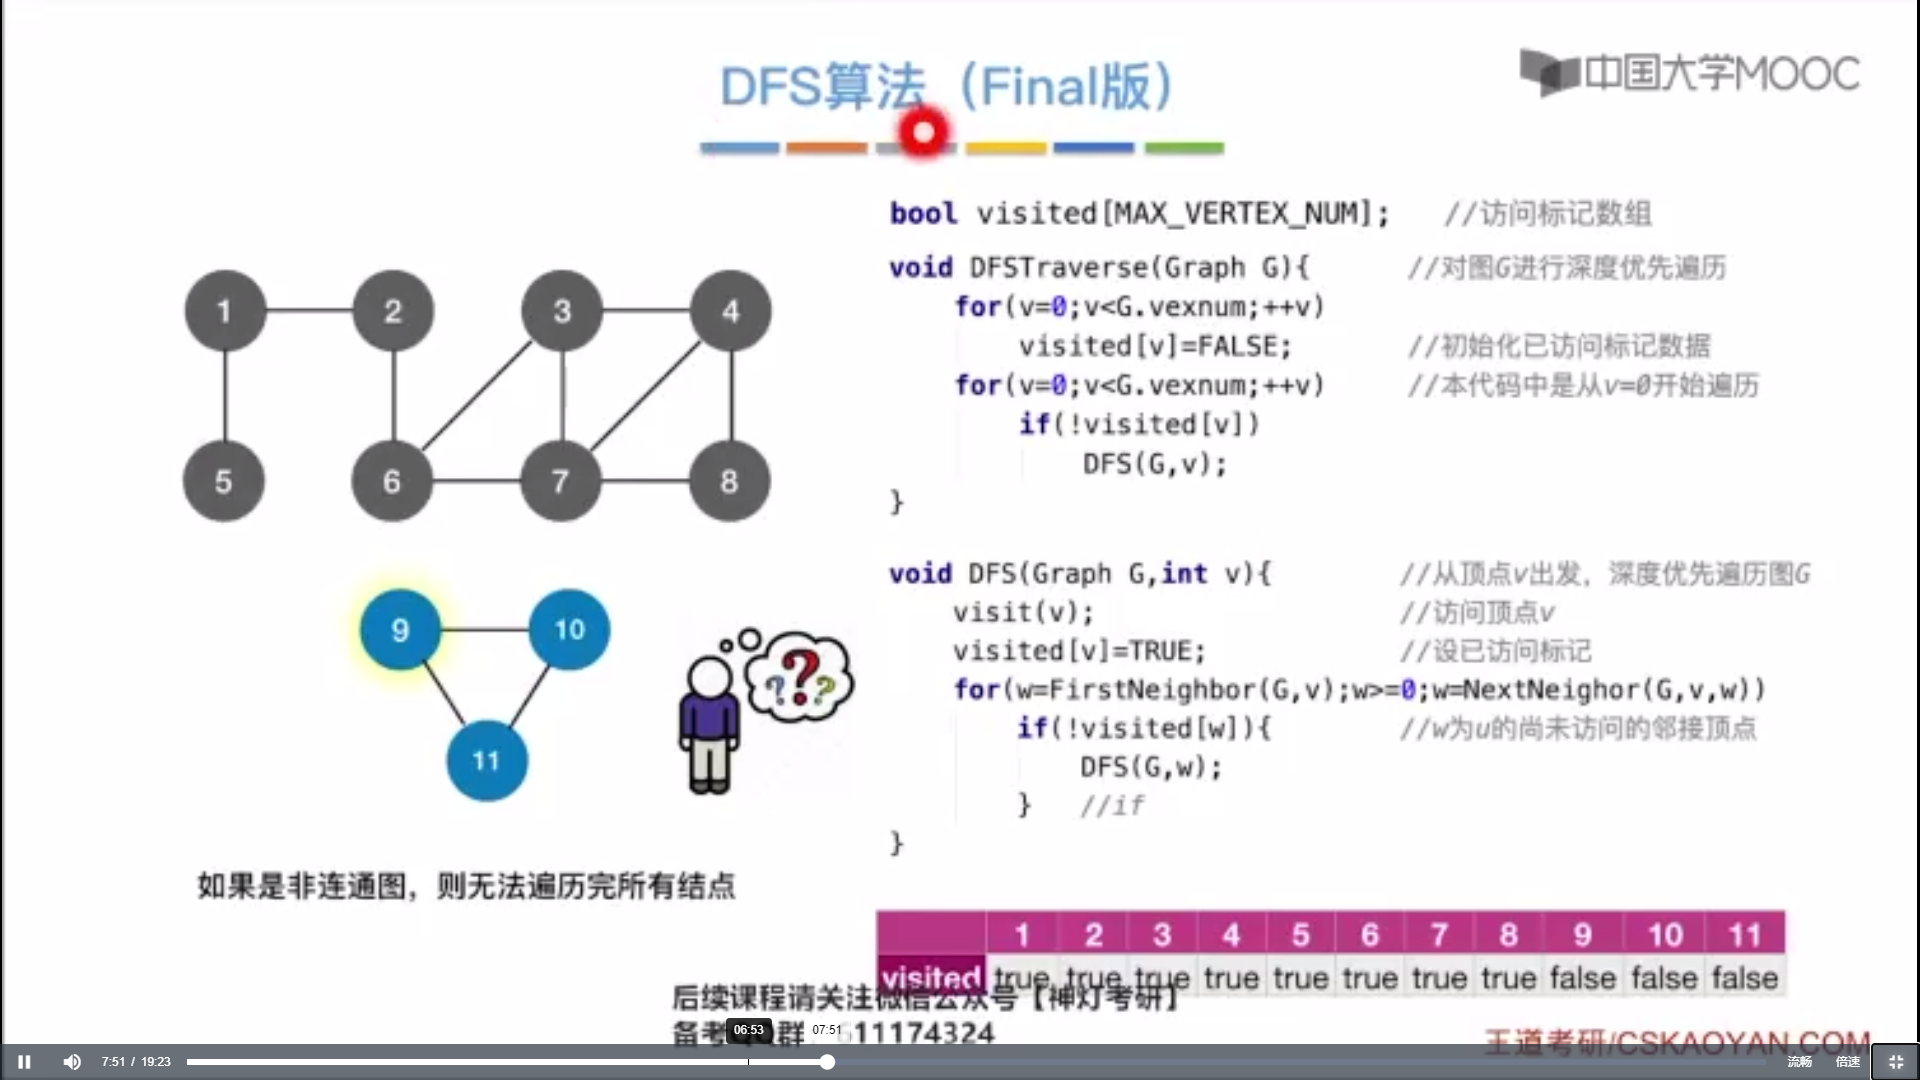 DFS算法（Final版）
中国大学MOOC
bool visited[MAX_VERTEX_NUM]; //访问标记数组
void DFSTraverse(Graph G){ //对图G进行深度优先遍历
for(v=0;v<G.vexnum;++v)
visited[v]=FALSE; //初始化已访问标记数据
for(v=0;v<G.vexnum;++v) //本代码中是从v=0开始遍历
if(!visited[v])
DFS(G,v);
}
1 2 3 4
5 6 7 8
void DFS(Graph G,int v){ //从顶点v出发，深度优先遍历图G
visit(v); //访问顶点v
visited[v]=TRUE; //设已访问标记
for(w=FirstNeighbor(G,v);w>=0;w=NextNeighor(G,v,w))
if(!visited[w]){ //w为u的尚未访问的邻接顶点
DFS(G,w);
} //if
}
9 10
11
? ? ?
如果是非连通图，则无法遍历完所有结点
1 2 3 4 5 6 7 8 9 10 11
visited true true true true true true true true false false false
后续课程请关注微信公众号【神灯考研】
备考QQ群 11174324
06:53 07:51
王道考研/CSKAOYAN.COM
7:51 / 19:23 流畅 倍速